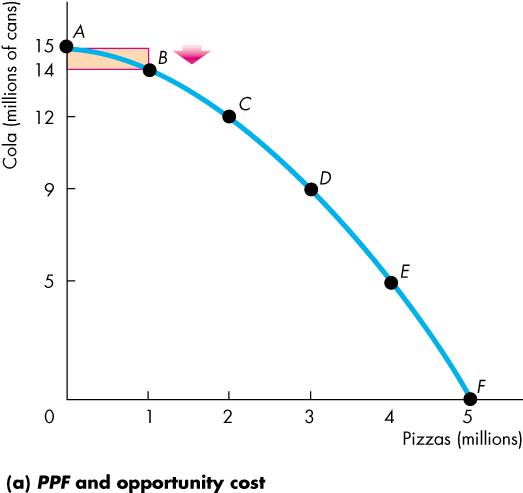 Cola (millions of cans)
15
A
14
B
12
C
9
D
5
E
F
0
1
2
3
4
5
Pizzas (millions)
(a) PPF and opportunity cost